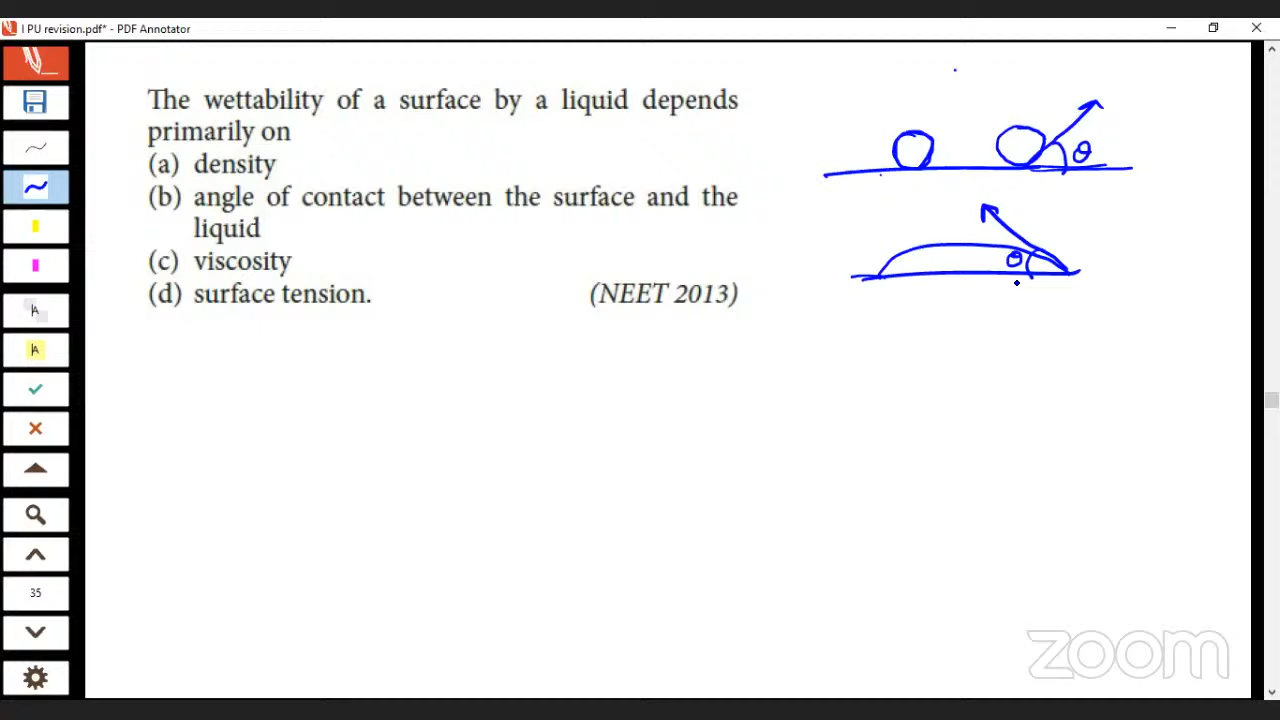 I PU revision.pdf* - PDF Annotator
The wettability of a surface by a liquid depends
primarily on
(a) density
(b) angle of contact between the surface and the
liquid
(c) viscosity
(d) surface tension. (NEET 2013)
θ
θ
A
A
35
zoom